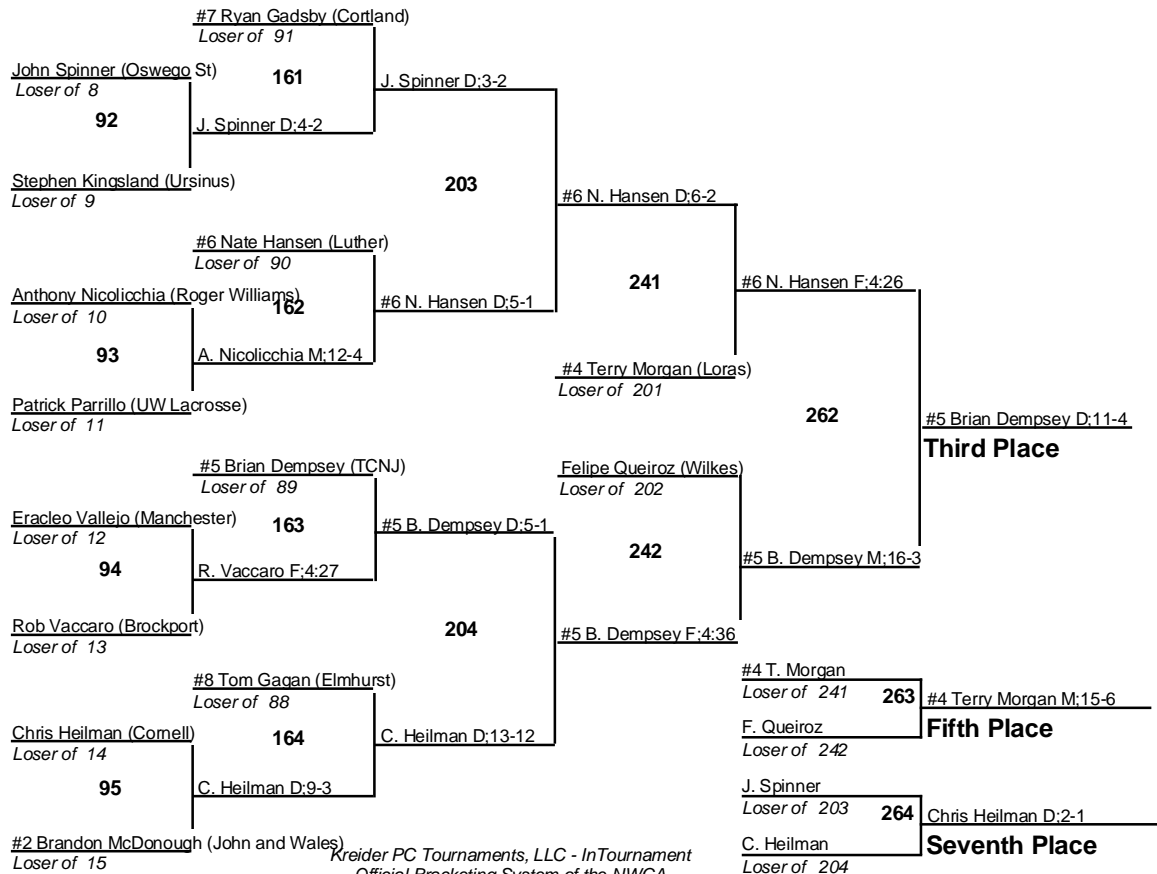 #7 Ryan Gadsby (Cortland)
Loser of 91
John Spinner (Oswego St)
Loser of 8
161
J. Spinner D;3-2
92
J. Spinner D;4-2
Stephen Kingsland (Ursinus)
Loser of 9
203
#6 N. Hansen D;6-2
#6 Nate Hansen (Luther)
Loser of 90
Anthony Nicolicchia (Roger Williams)
Loser of 10
162
#6 N. Hansen D;5-1
241
#6 N. Hansen F;4:26
93
A. Nicolicchia M;12-4
#4 Terry Morgan (Loras)
Loser of 201
Patrick Parrillo (UW Lacrosse)
Loser of 11
262
#5 Brian Dempsey D;11-4
Third Place
#5 Brian Dempsey (TCNJ)
Loser of 89
Felipe Queiroz (Wilkes)
Loser of 202
Eracleo Vallejo (Manchester)
Loser of 12
163
#5 B. Dempsey D;5-1
242
#5 B. Dempsey M;16-3
94
R. Vaccaro F;4:27
Rob Vaccaro (Brockport)
Loser of 13
204
#5 B. Dempsey F;4:36
#8 Tom Gagan (Elmhurst)
Loser of 88
#4 T. Morgan
Loser of 241
263
#4 Terry Morgan M;15-6
Fifth Place
F. Queiroz
Loser of 242
Chris Heilman (Cornell)
Loser of 14
164
C. Heilman D;13-12
95
C. Heilman D;9-3
J. Spinner
Loser of 203
264
Chris Heilman D;2-1
Seventh Place
C. Heilman
Loser of 204
#2 Brandon McDonough (John and Wales)
Loser of 15
Kreider PC Tournaments, LLC - InTournament
Official Bracketing System of the NWCA